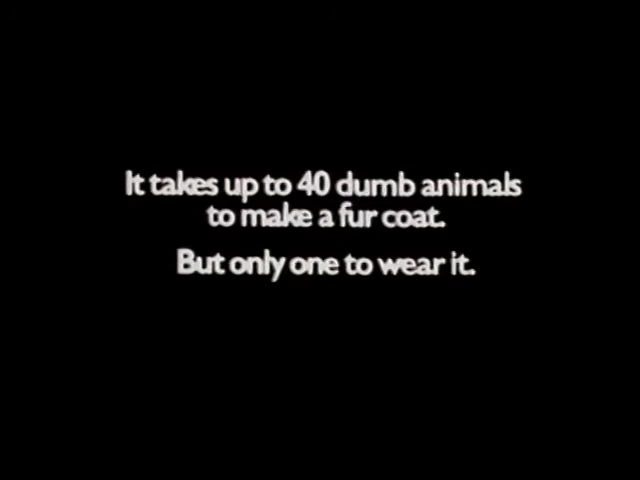 It takes up to 40 dumb animals
to make a fur coat.
But only one to wear it.